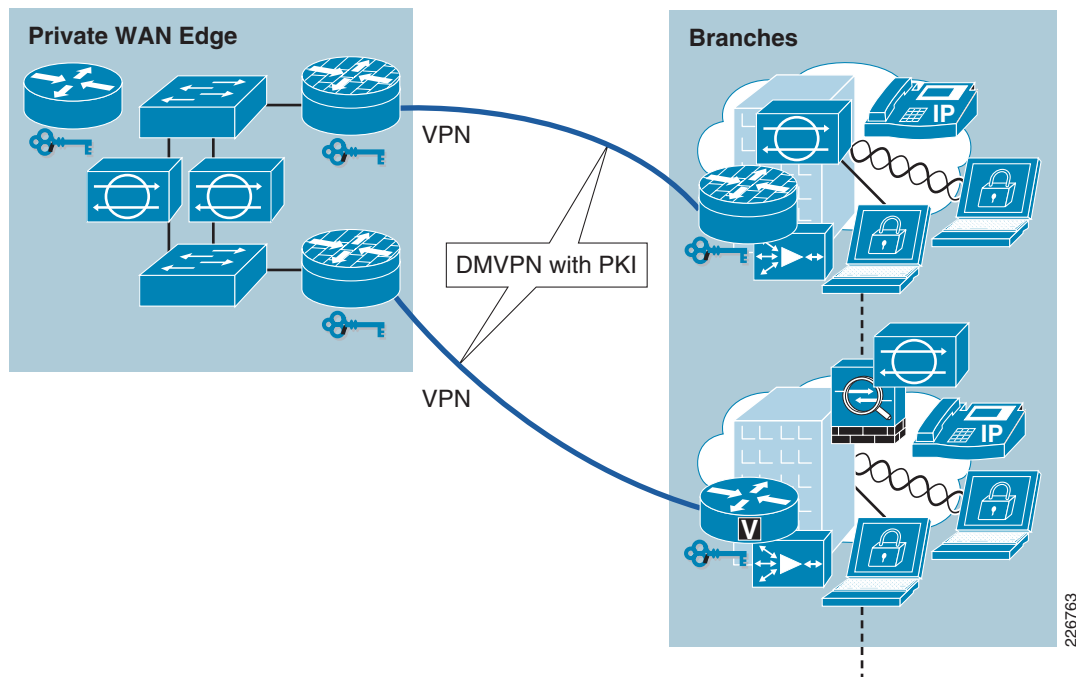 Private WAN Edge
Branches
VPN
IP
DMVPN with PKI
VPN
IP
V
226763